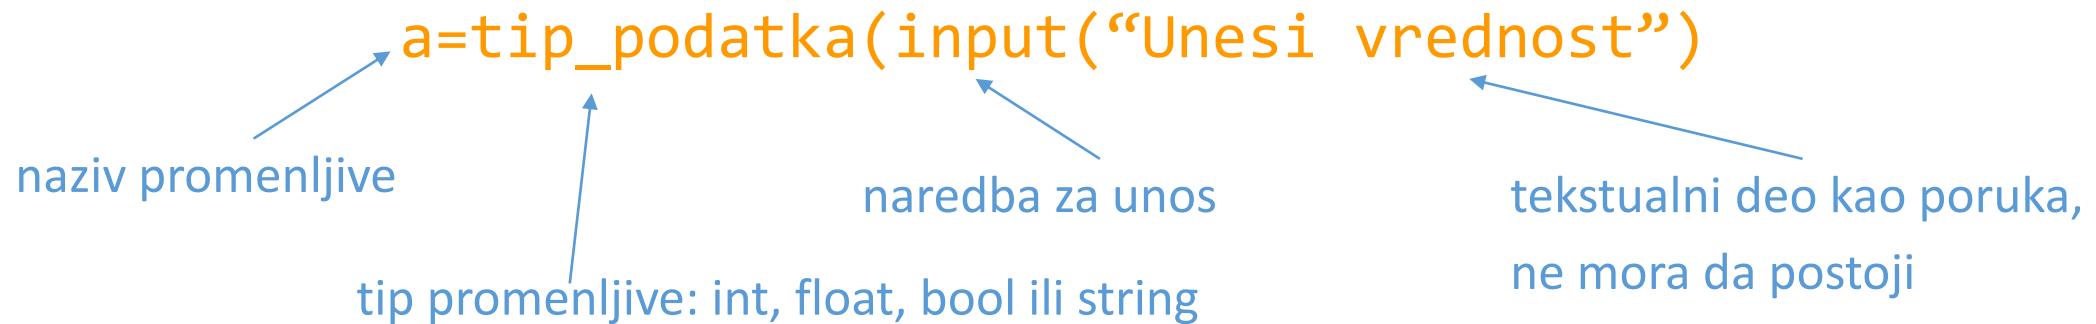 a=tip_podatka(input(“Unesi vrednost”)
naziv promenljive
naredba za unos
tekstualni deo kao poruka,
ne mora da postoji
tip promenljive: int, float, bool ili string